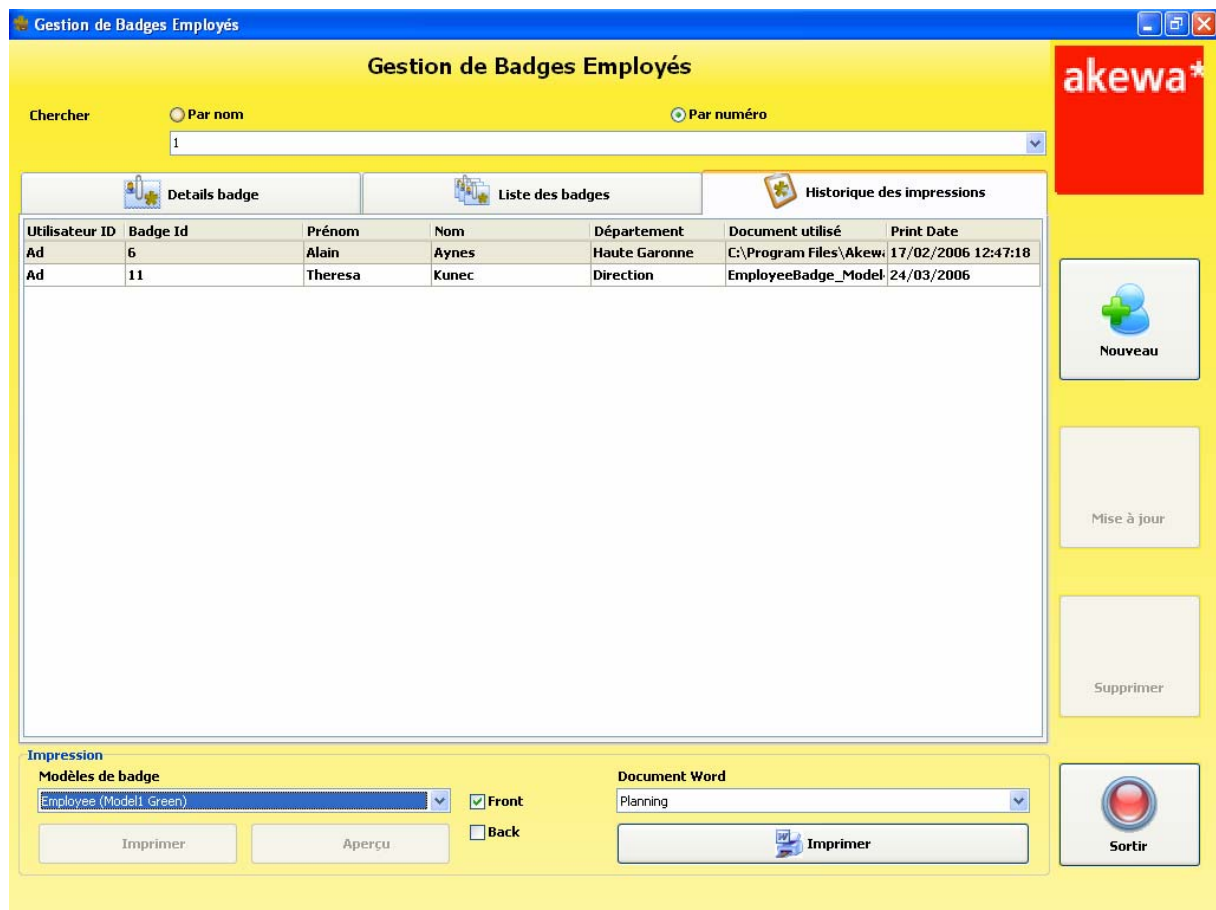 Gestion de Badges Employés
Gestion de Badges Employés
akewa*
Chercher Par nom Par numéro
1
Details badge Liste des badges Historique des impressions
Utilisateur ID Badge Id Prénom Nom Département Document utilisé Print Date
Ad 6 Alain Aynes Haute Garonne C:\Program Files\Akew 17/02/2006 12:47:18
Ad 11 Theresa Kunec Direction EmployeeBadge_Model 24/03/2006
Nouveau
Mise à jour
Supprimer
Impression
Modèles de badge Document Word
Employee (Model1 Green) Front Planning
Back
Imprimer Aperçu Imprimer
Sortir